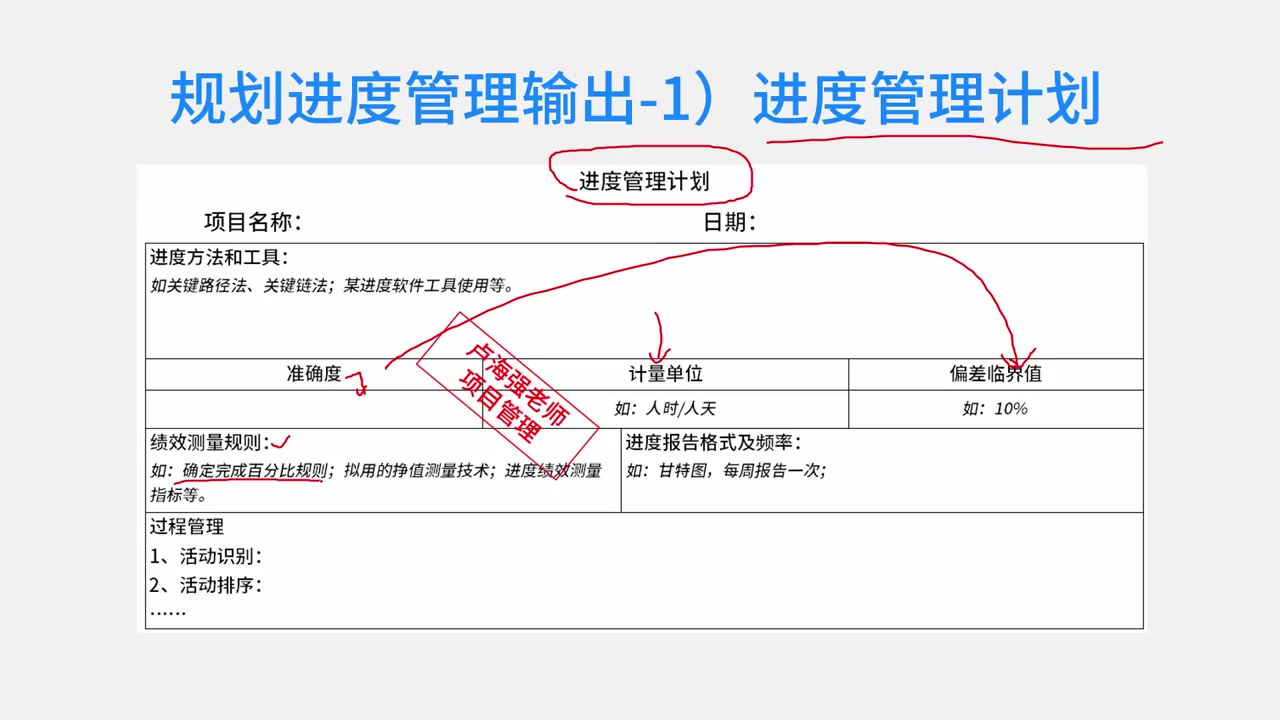 规划进度管理输出-1）进度管理计划
进度管理计划
项目名称：
日期：
进度方法和工具：
如关键路径法、关键链法；某进度软件工具使用等。
准确度
计量单位
偏差临界值
如：人时/人天
如：10%
卢海强老师
项目管理
绩效测量规则：
如：确定完成百分比规则；拟用的挣值测量技术；进度绩效测量
指标等。
进度报告格式及频率：
如：甘特图，每周报告一次；
过程管理
1、活动识别：
2、活动排序：
……